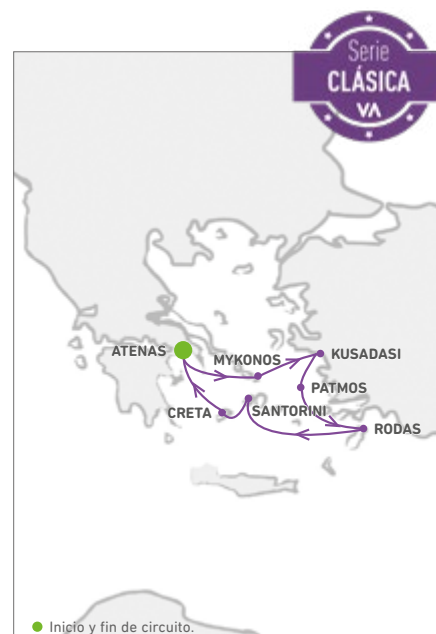 Serie
CLÁSICA
VA
ATENAS
MYKONOS
KUSADASI
PATMOS
CRETA
SANTORINI
RODAS
Inicio y fin de circuito.